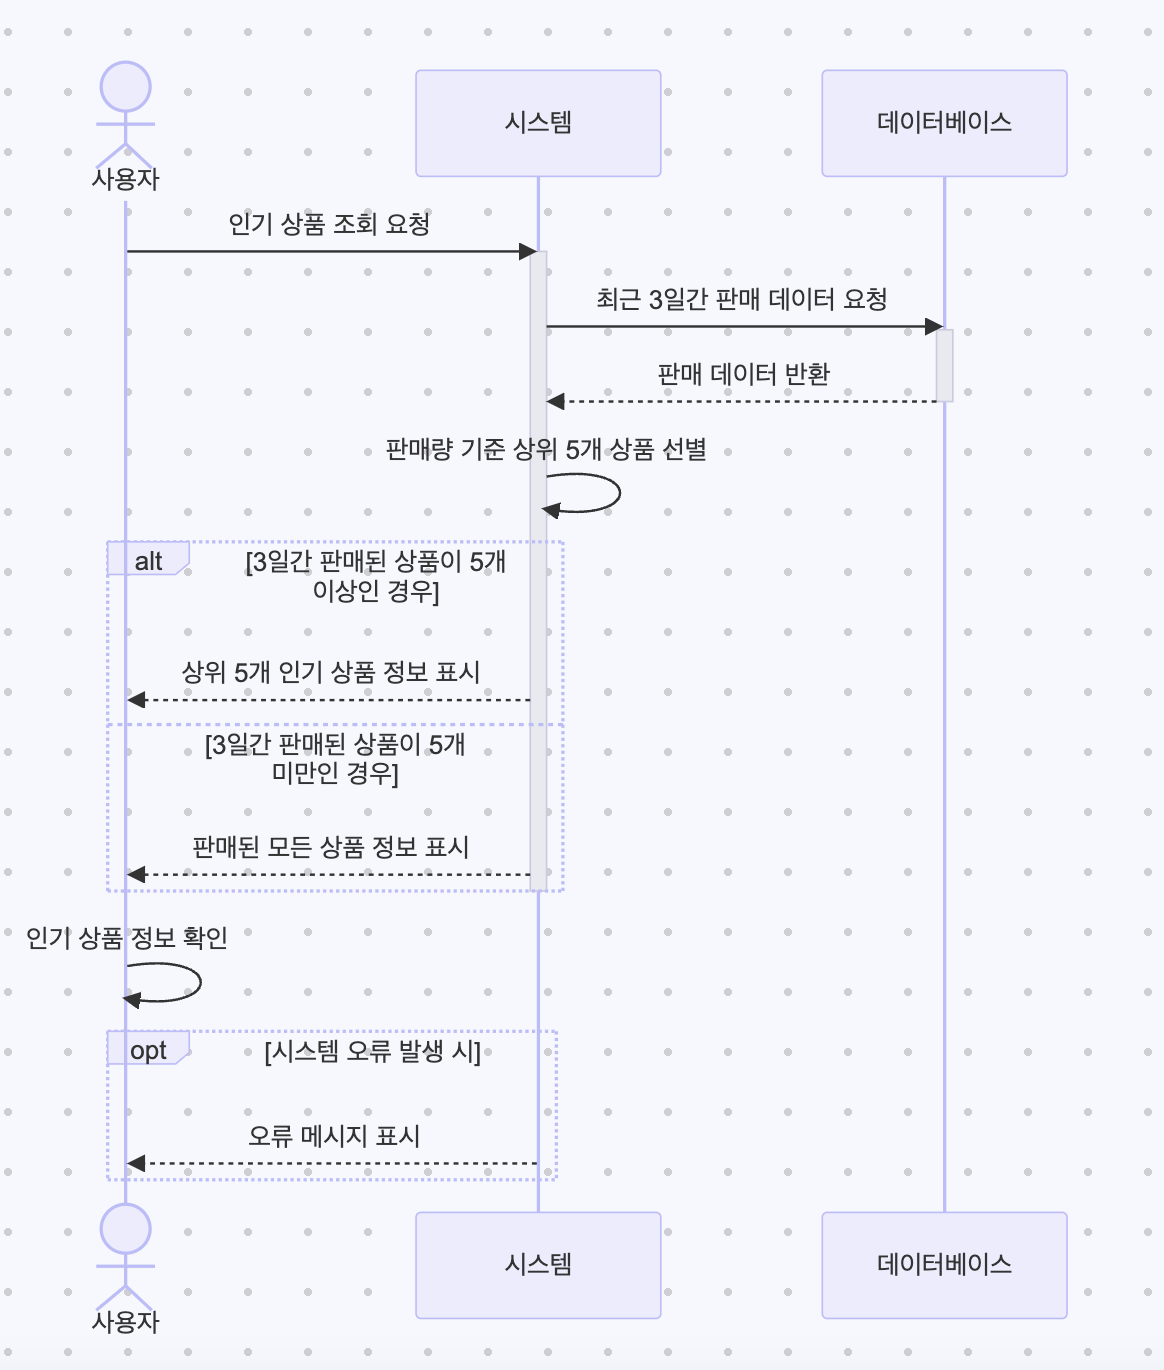 사용자
시스템
데이터베이스
인기 상품 조회 요청
최근 3일간 판매 데이터 요청
판매 데이터 반환
판매량 기준 상위 5개 상품 선별
alt
[3일간 판매된 상품이 5개
이상인 경우]
상위 5개 인기 상품 정보 표시
[3일간 판매된 상품이 5개
미만인 경우]
판매된 모든 상품 정보 표시
인기 상품 정보 확인
opt
[시스템 오류 발생 시]
오류 메시지 표시
사용자
시스템
데이터베이스